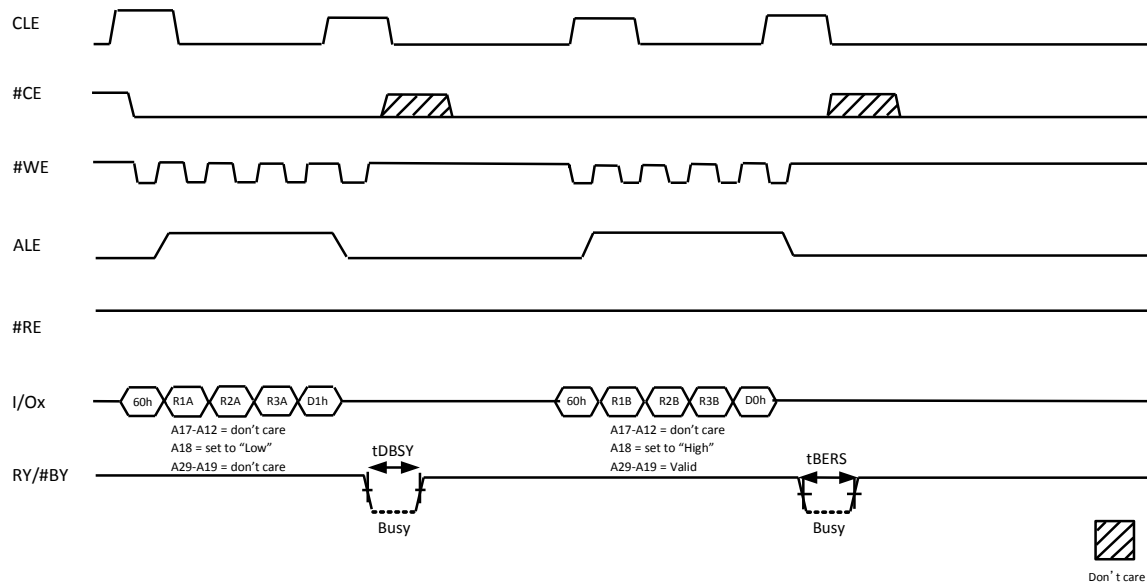 CLE
#CE
#WE
ALE
#RE
I/Ox
60h R1A R2A R3A D1h 60h R1B R2B R3B D0h
A17-A12 = don't care
A18 = set to “Low”
A29-A19 = don't care
A17-A12 = don't care
A18 = set to “High”
A29-A19 = Valid
RY/#BY
tDBSY
tBERS
Busy
Busy
Don’t care